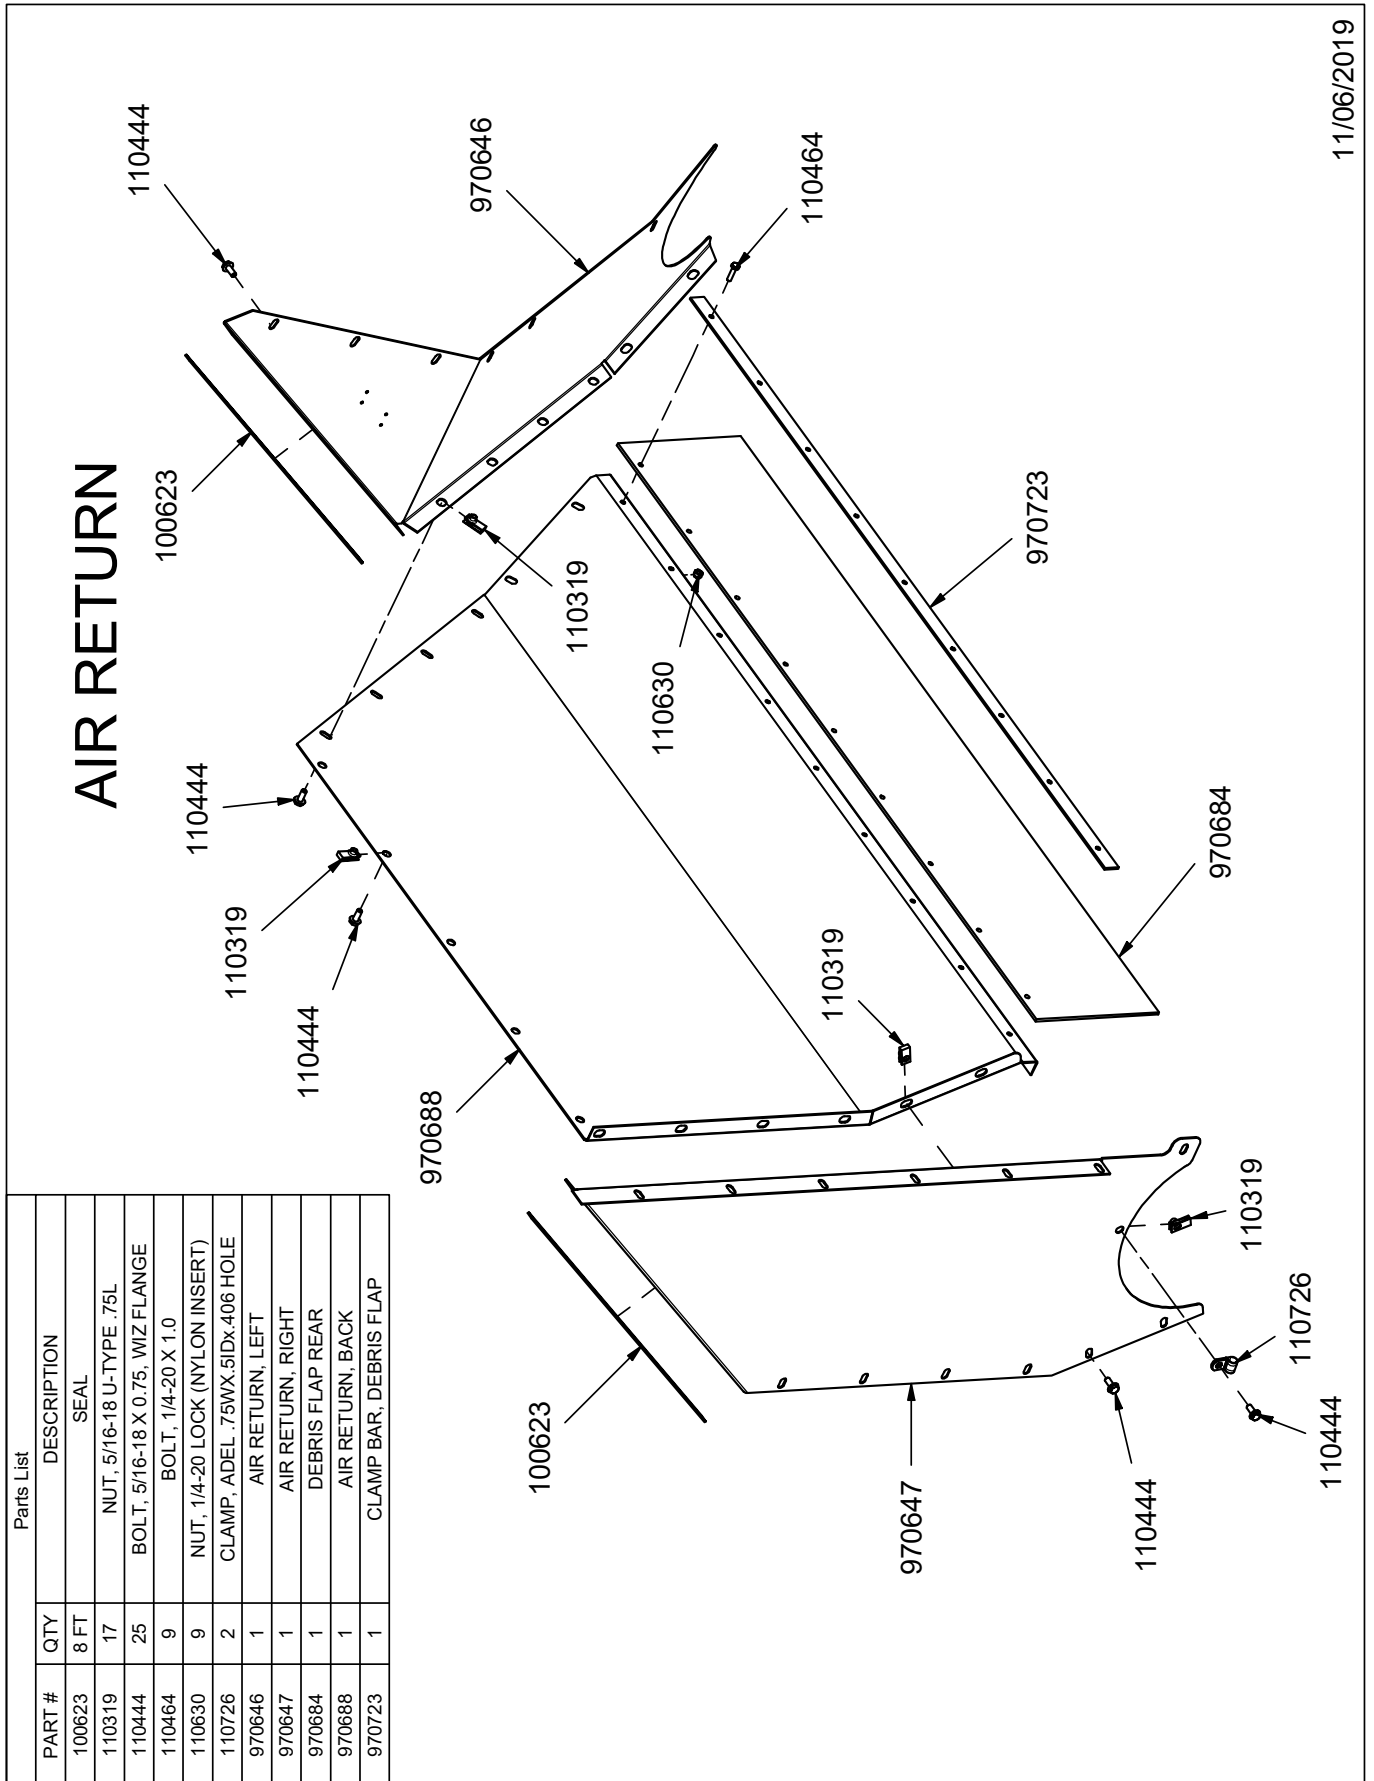 AIR RETURN
Parts List
PART # QTY DESCRIPTION
100623 8 FT SEAL
110319 17 NUT, 5/16-18 U-TYPE .75L
110444 25 BOLT, 5/16-18 X 0.75, WIZ FLANGE
110464 9 BOLT, 1/4-20 X 1.0
110630 9 NUT, 1/4-20 LOCK (NYLON INSERT)
110726 2 CLAMP, ADEL .75WX.5IDx.406 HOLE
970646 1 AIR RETURN, LEFT
970647 1 AIR RETURN, RIGHT
970684 1 DEBRIS FLAP REAR
970688 1 AIR RETURN, BACK
970723 1 CLAMP BAR, DEBRIS FLAP
110444
100623
970646
110464
110319
110444
110319
110444
970688
110630
970723
970684
110319
100623
970647
110444
110319
110726
110444
11/06/2019